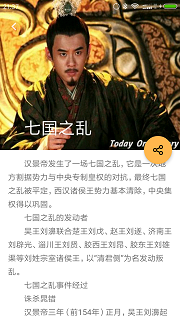 七国之乱
Today On History
汉景帝发生了一场七国之乱，它是一次地
方割据势力与中央专制皇权的对抗，最终七国
之乱被平定，西汉诸侯王势力基本清除，中央集
权得以巩固。
七国之乱的发动者
吴王刘濞联合楚王刘戊、赵王刘遂、济南王
刘辟光、淄川王刘贤、胶西王刘昂、胶东王刘雄
渠等刘姓宗室诸侯王，以“清君侧”为名发动叛
乱。
七国之乱事件经过
诛杀晁错
汉景帝三年（前154年）正月，吴王刘濞起